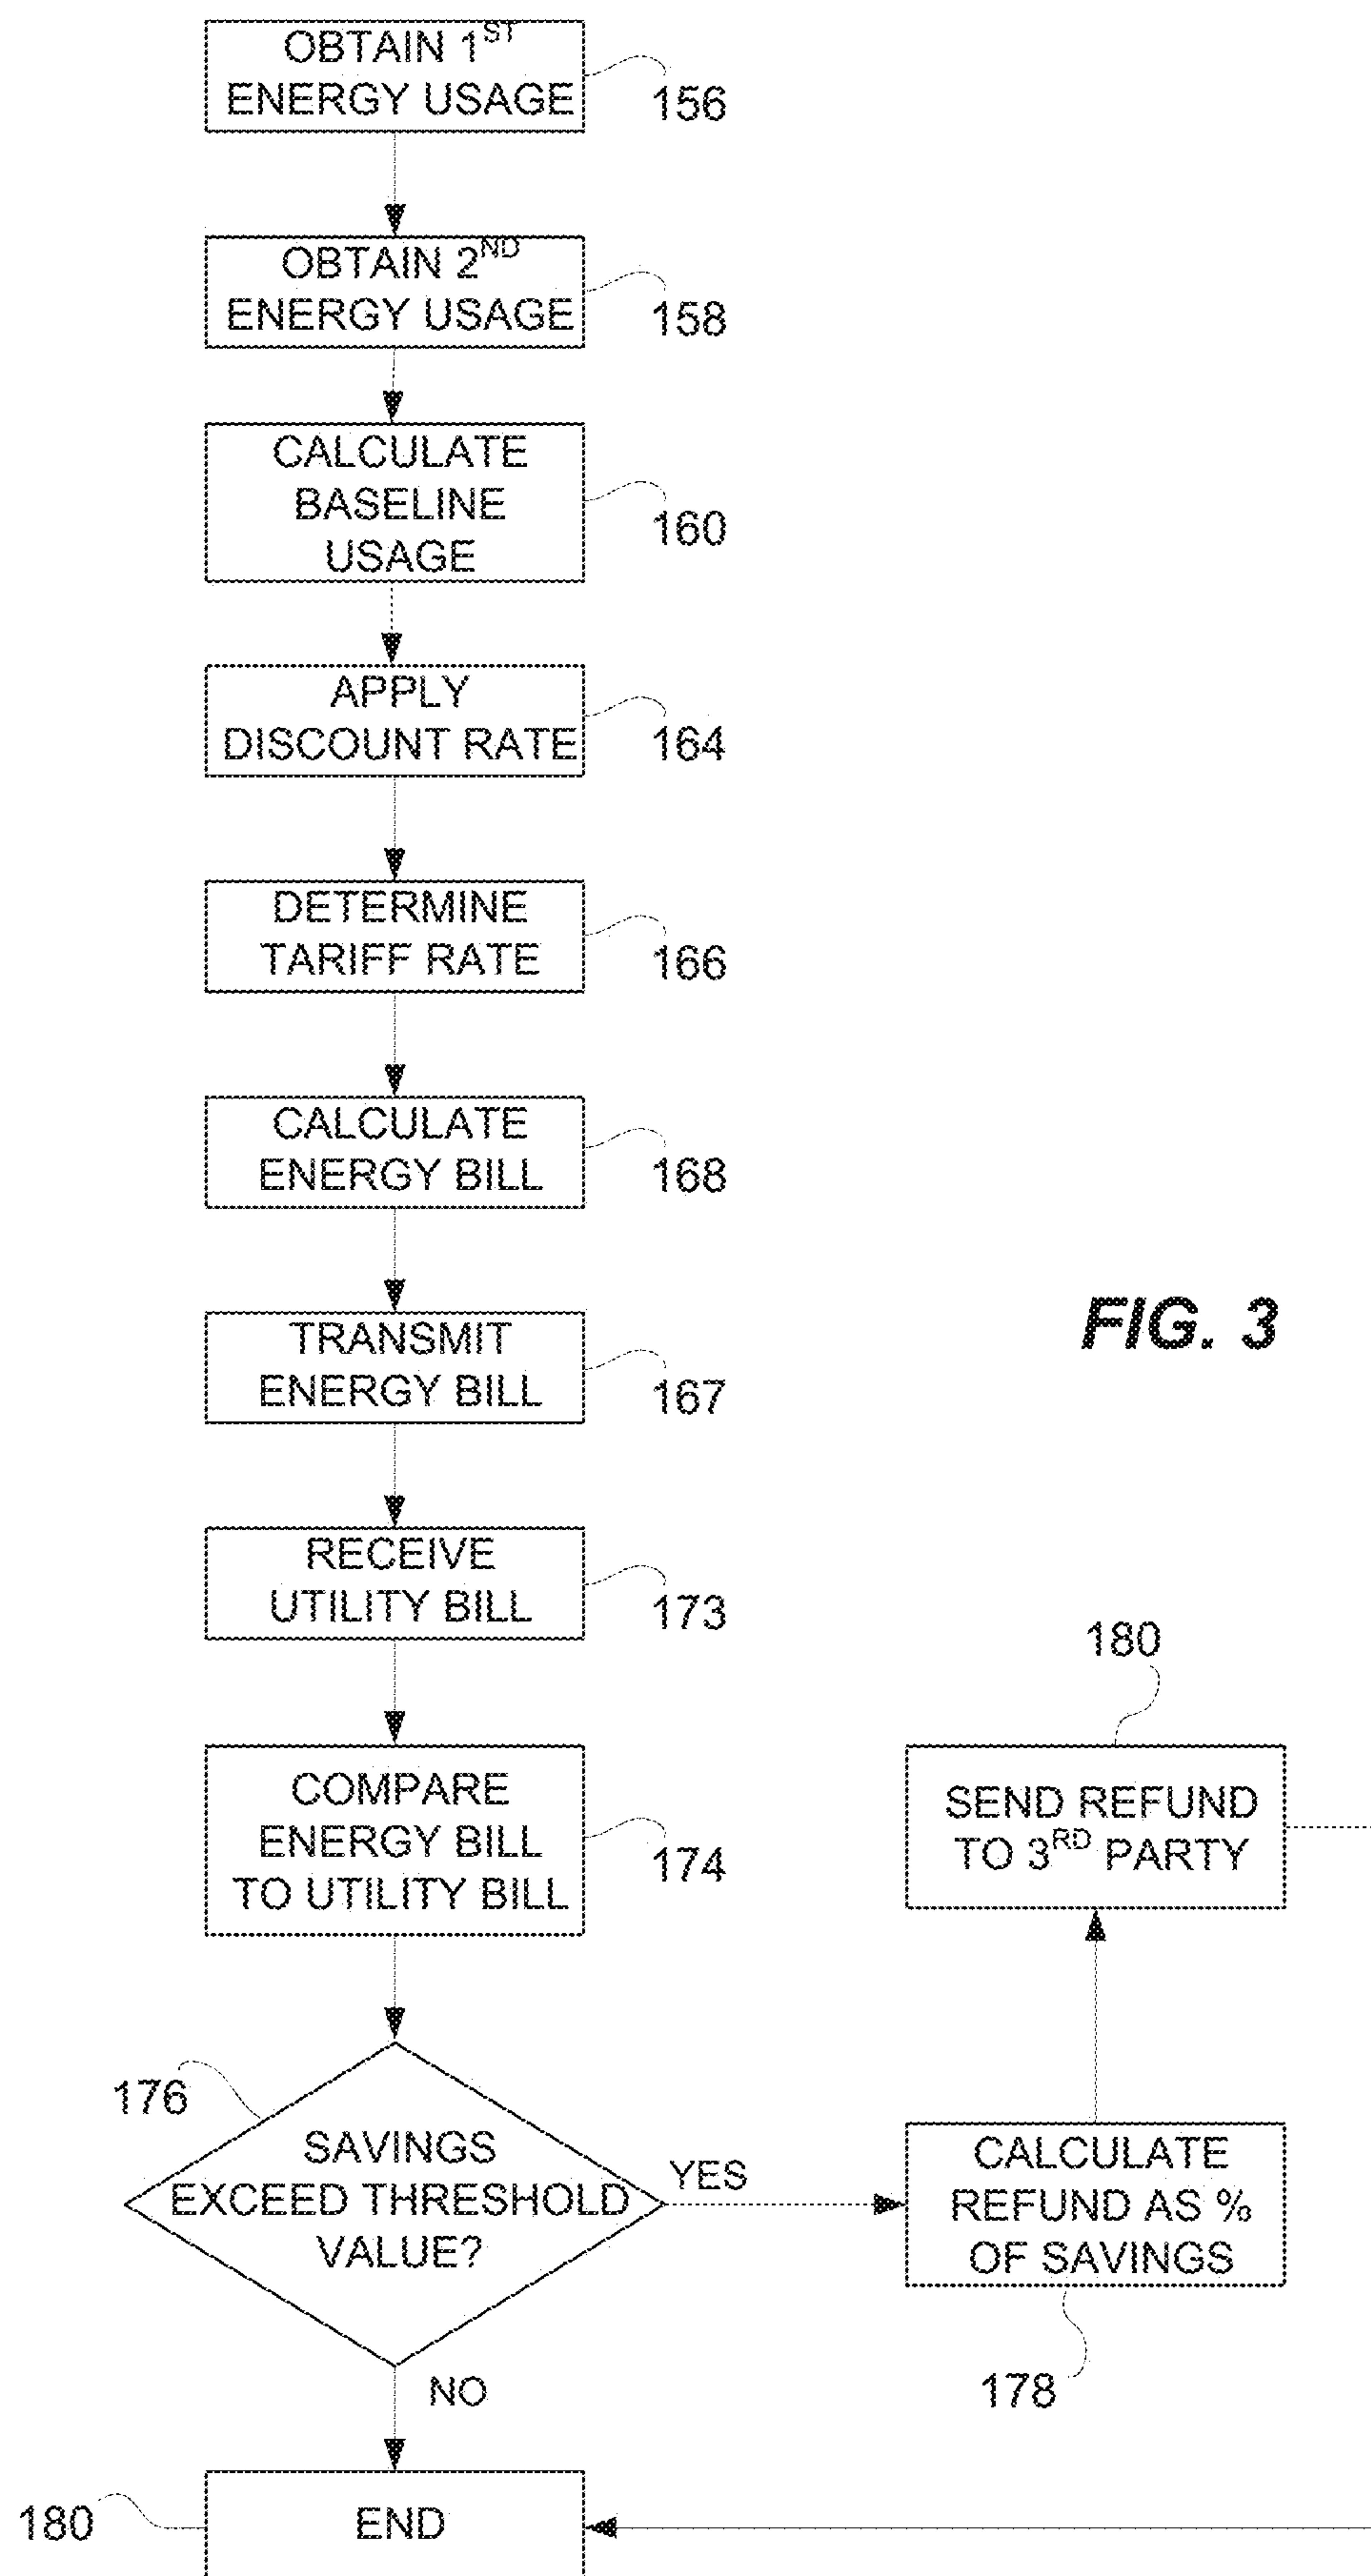 OBTAIN 1ST
ENERGY USAGE
156
OBTAIN 2ND
ENERGY USAGE
158
CALCULATE
BASELINE
USAGE
160
APPLY
DISCOUNT RATE
164
DETERMINE
TARIFF RATE
166
CALCULATE
ENERGY BILL
168
TRANSMIT
ENERGY BILL
167
FIG. 3
RECEIVE
UTILITY BILL
173
COMPARE
ENERGY BILL
TO UTILITY BILL
174
176
SAVINGS
EXCEED THRESHOLD
VALUE?
YES
NO
CALCULATE
REFUND AS %
OF SAVINGS
178
180
SEND REFUND
TO 3RD PARTY
180
END